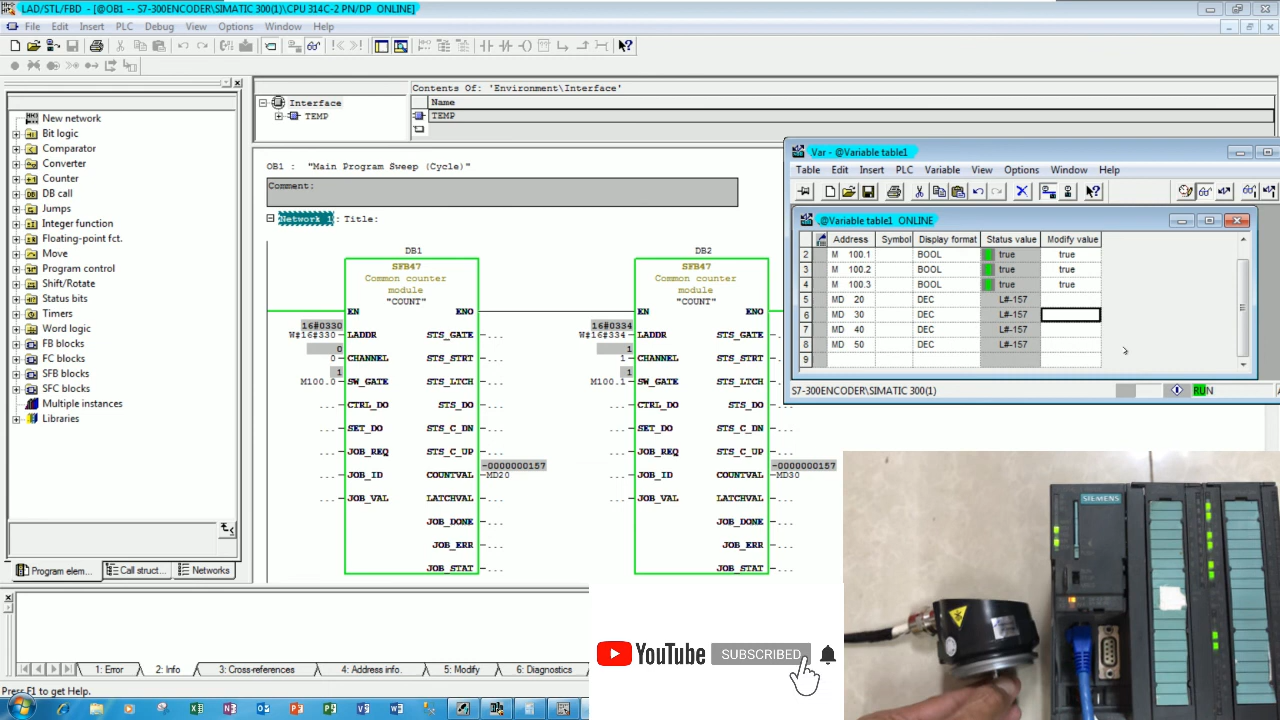 LAD/STL/FBD - [@OB1 -- S7-300ENCODER\SIMATIC 300(1)\CPU 314C-2 PN/DP ONLINE]
File Edit Insert PLC Debug View Options Window Help
New network
Bit logic
Comparator
Converter
Counter
DB call
Jumps
Integer function
Floating-point fct.
Move
Program control
Shift/Rotate
Status bits
Timers
Word logic
FB blocks
FC blocks
SFB blocks
SFC blocks
Multiple instances
Libraries
Program elem... Call struct... Networks
Contents Of: 'Environment\Interface'
Interface
TEMP
Name
TEMP
OB1 : "Main Program Sweep (Cycle)"
Comment:
Network 1: Title:
DB1
SFB47
Common counter
module
"COUNT"
EN ENO
16#0330
W#16#330 LADDR STS_GATE ...
0
0 CHANNEL STS_STRT ...
1
M100.0 SW_GATE STS_LTCH ...
... CTRL_DO STS_DO ...
... SET_DO STS_C_DN ...
... JOB_REQ STS_C_UP ...
-0000000157
... JOB_ID COUNTVAL MD20
... JOB_VAL LATCHVAL ...
JOB_DONE ...
JOB_ERR ...
JOB_STAT ...
DB2
SFB47
Common counter
module
"COUNT"
EN ENO
16#0334
W#16#334 LADDR STS_GATE ...
1
1 CHANNEL STS_STRT ...
1
M100.1 SW_GATE STS_LTCH ...
... CTRL_DO STS_DO ...
... SET_DO STS_C_DN ...
... JOB_REQ STS_C_UP ...
-0000000157
... JOB_ID COUNTVAL MD30
... JOB_VAL LATCHVAL ...
JOB_DONE ...
JOB_ERR ...
JOB_STAT ...
Var - @Variable table1
Table Edit Insert PLC Variable View Options Window Help
@Variable table1 ONLINE
Address Symbol Display format Status value Modify value
2 M 100.1 BOOL true true
3 M 100.2 BOOL true true
4 M 100.3 BOOL true true
5 MD 20 DEC L#-157
6 MD 30 DEC L#-157
7 MD 40 DEC L#-157
8 MD 50 DEC L#-157
9
S7-300ENCODER\SIMATIC 300(1) RUN
SIEMENS
YouTube SUBSCRIBED
1: Error 2: Info 3: Cross-references 4: Address info. 5: Modify 6: Diagnostics
Press F1 to get Help.